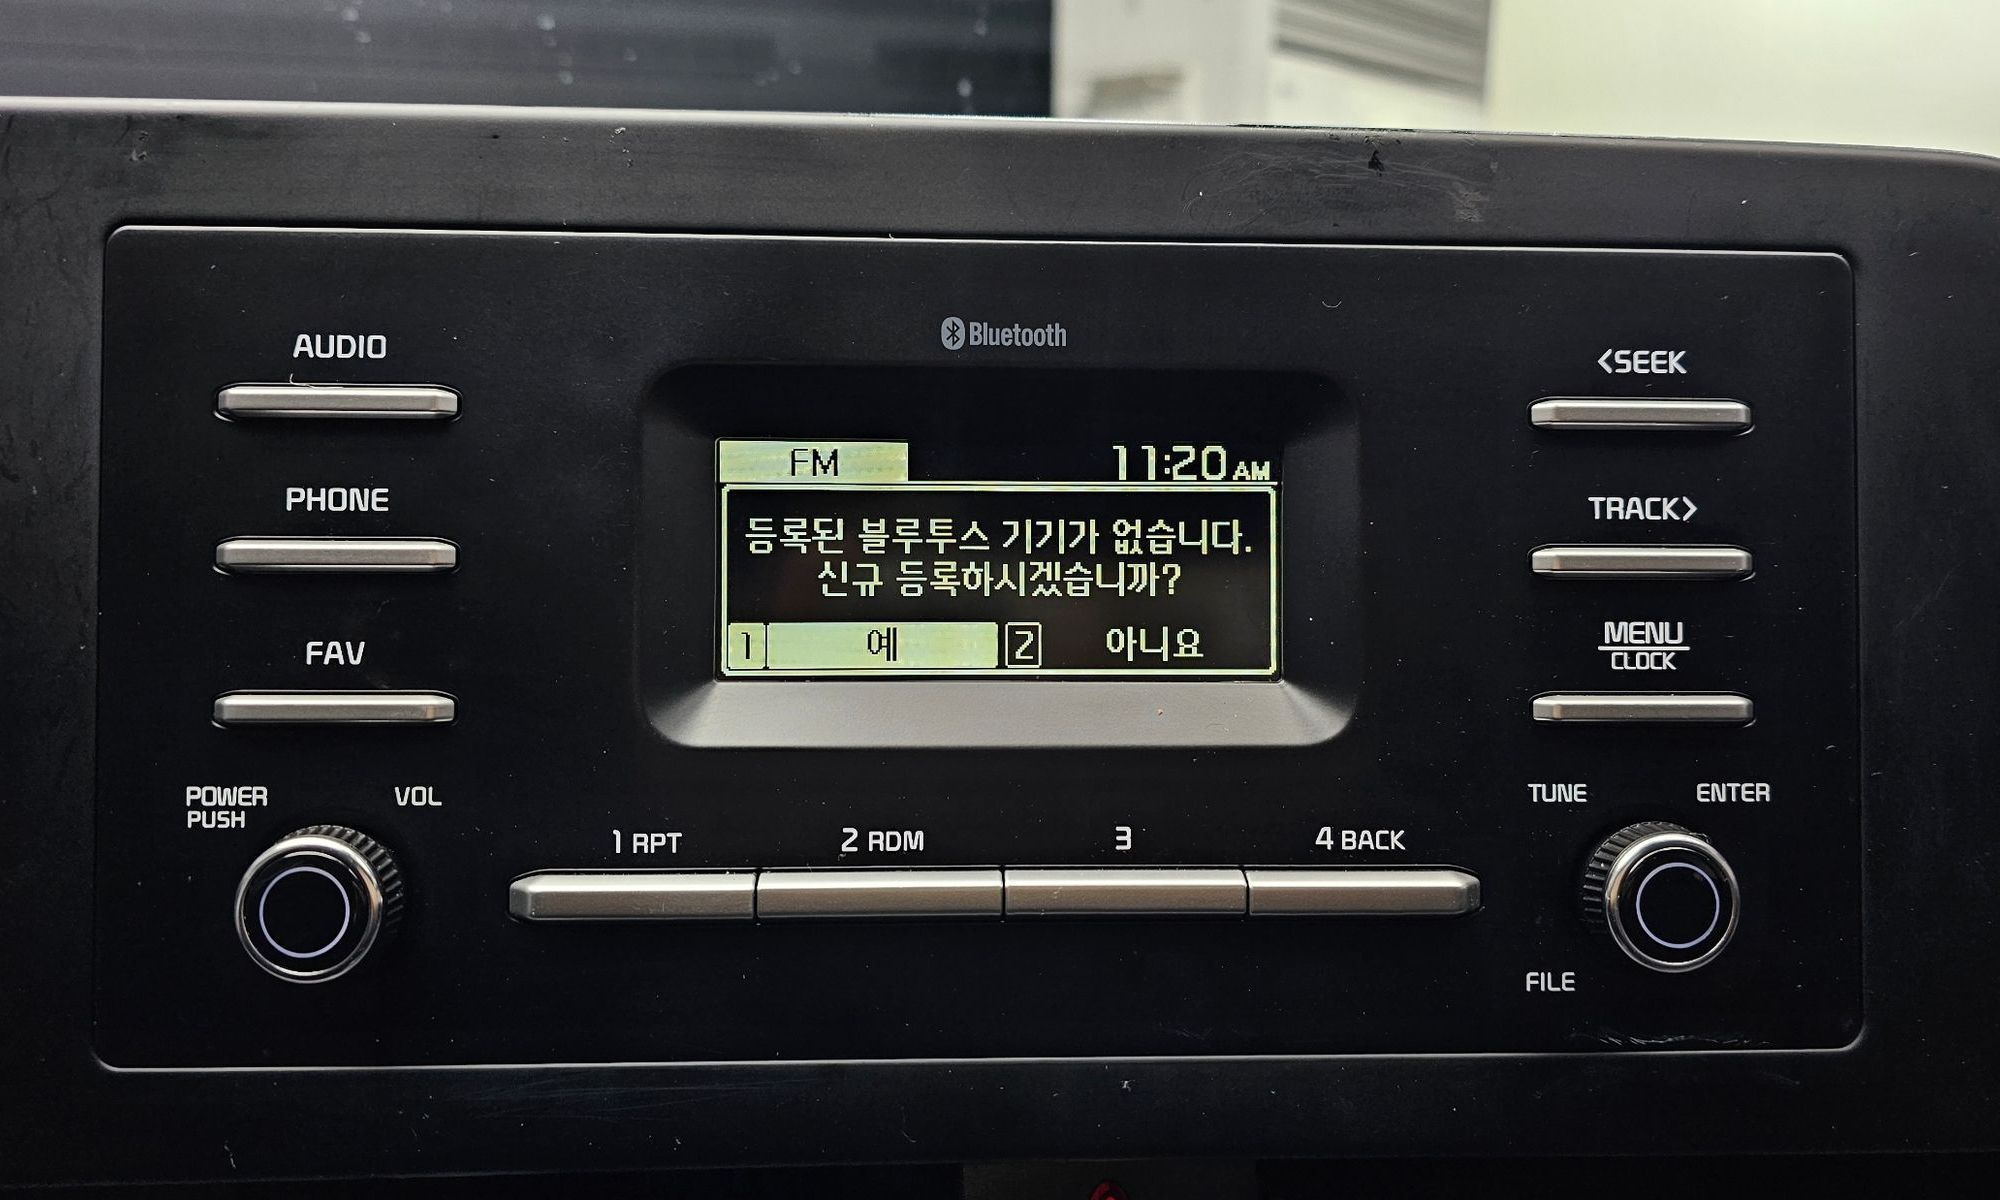 Bluetooth
AUDIO
<SEEK
FM 11:20 AM
PHONE
TRACK>
등록된 블루투스 기기가 없습니다.
신규 등록하시겠습니까?
1 예 2 아니요
FAV
MENU
CLOCK
POWER
PUSH
VOL
TUNE
ENTER
1 RPT
2 RDM
3
4 BACK
FILE